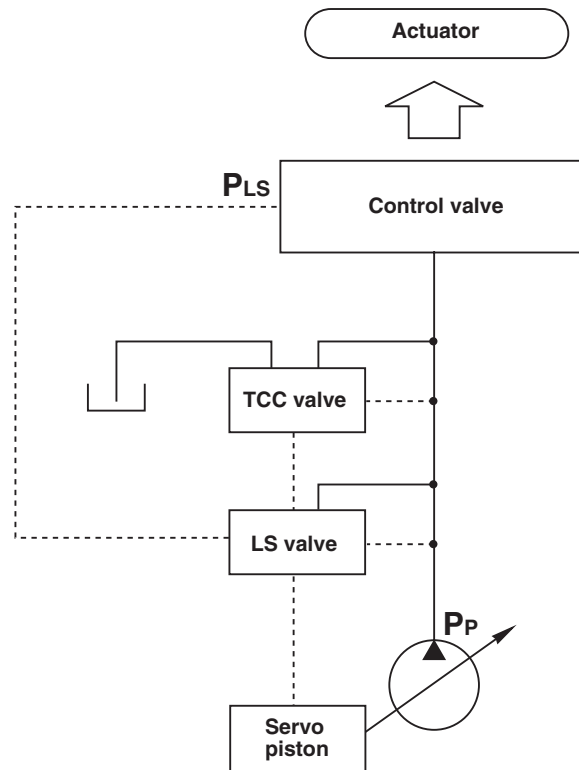 Actuator
PLS
Control valve
TCC valve
LS valve
PP
Servo
piston